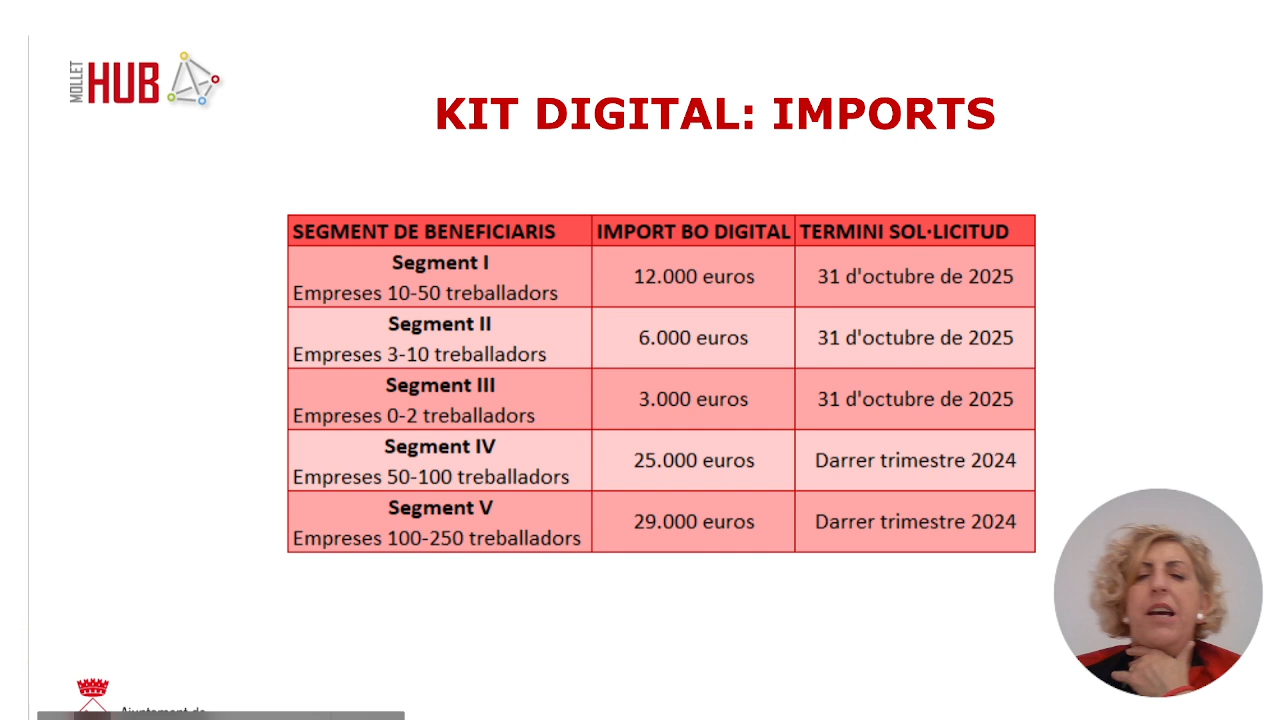 MOLLET
HUB
KIT DIGITAL: IMPORTS
SEGMENT DE BENEFICIARIS IMPORT BO DIGITAL TERMINI SOL·LICITUD
Segment I
Empreses 10-50 treballadors
12.000 euros
31 d'octubre de 2025
Segment II
Empreses 3-10 treballadors
6.000 euros
31 d'octubre de 2025
Segment III
Empreses 0-2 treballadors
3.000 euros
31 d'octubre de 2025
Segment IV
Empreses 50-100 treballadors
25.000 euros
Darrer trimestre 2024
Segment V
Empreses 100-250 treballadors
29.000 euros
Darrer trimestre 2024
Ajuntament de